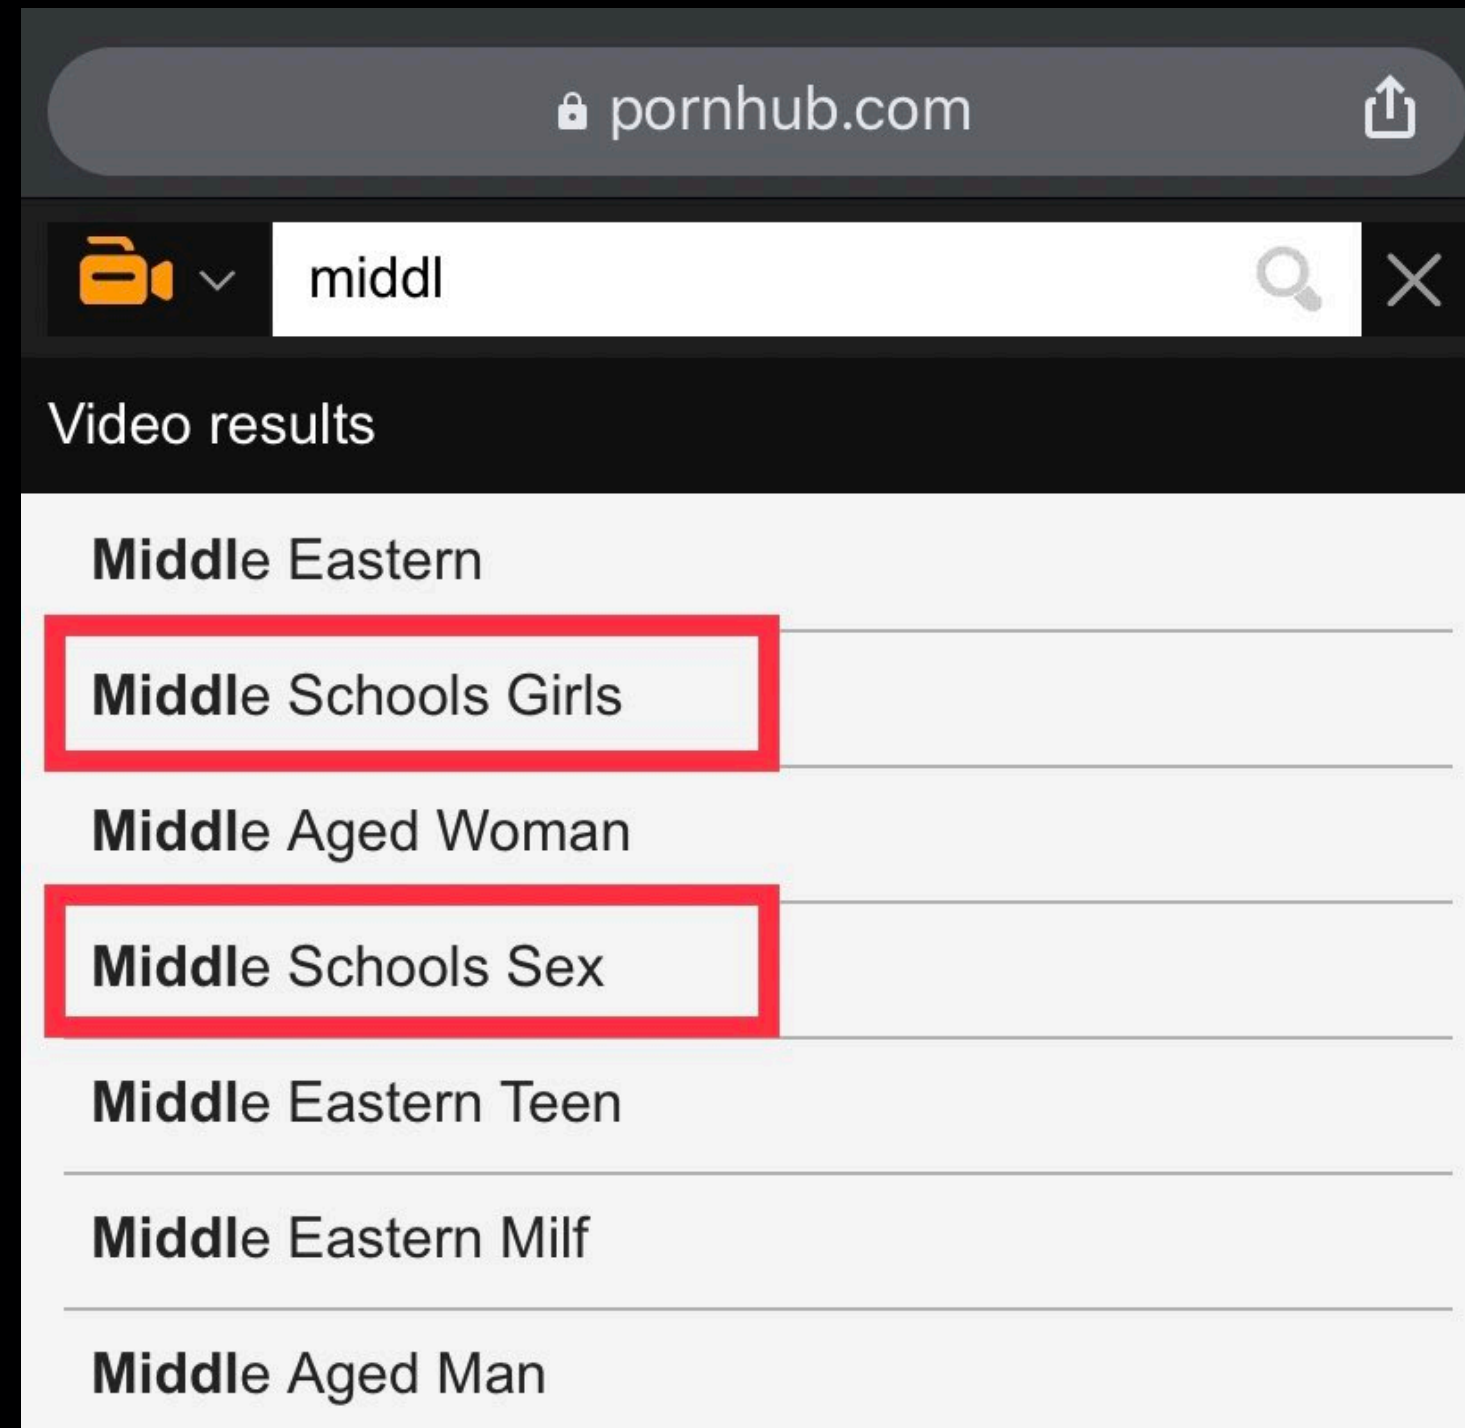 pornhub.com
middl
Video results
Middle Eastern
Middle Schools Girls
Middle Aged Woman
Middle Schools Sex
Middle Eastern Teen
Middle Eastern Milf
Middle Aged Man